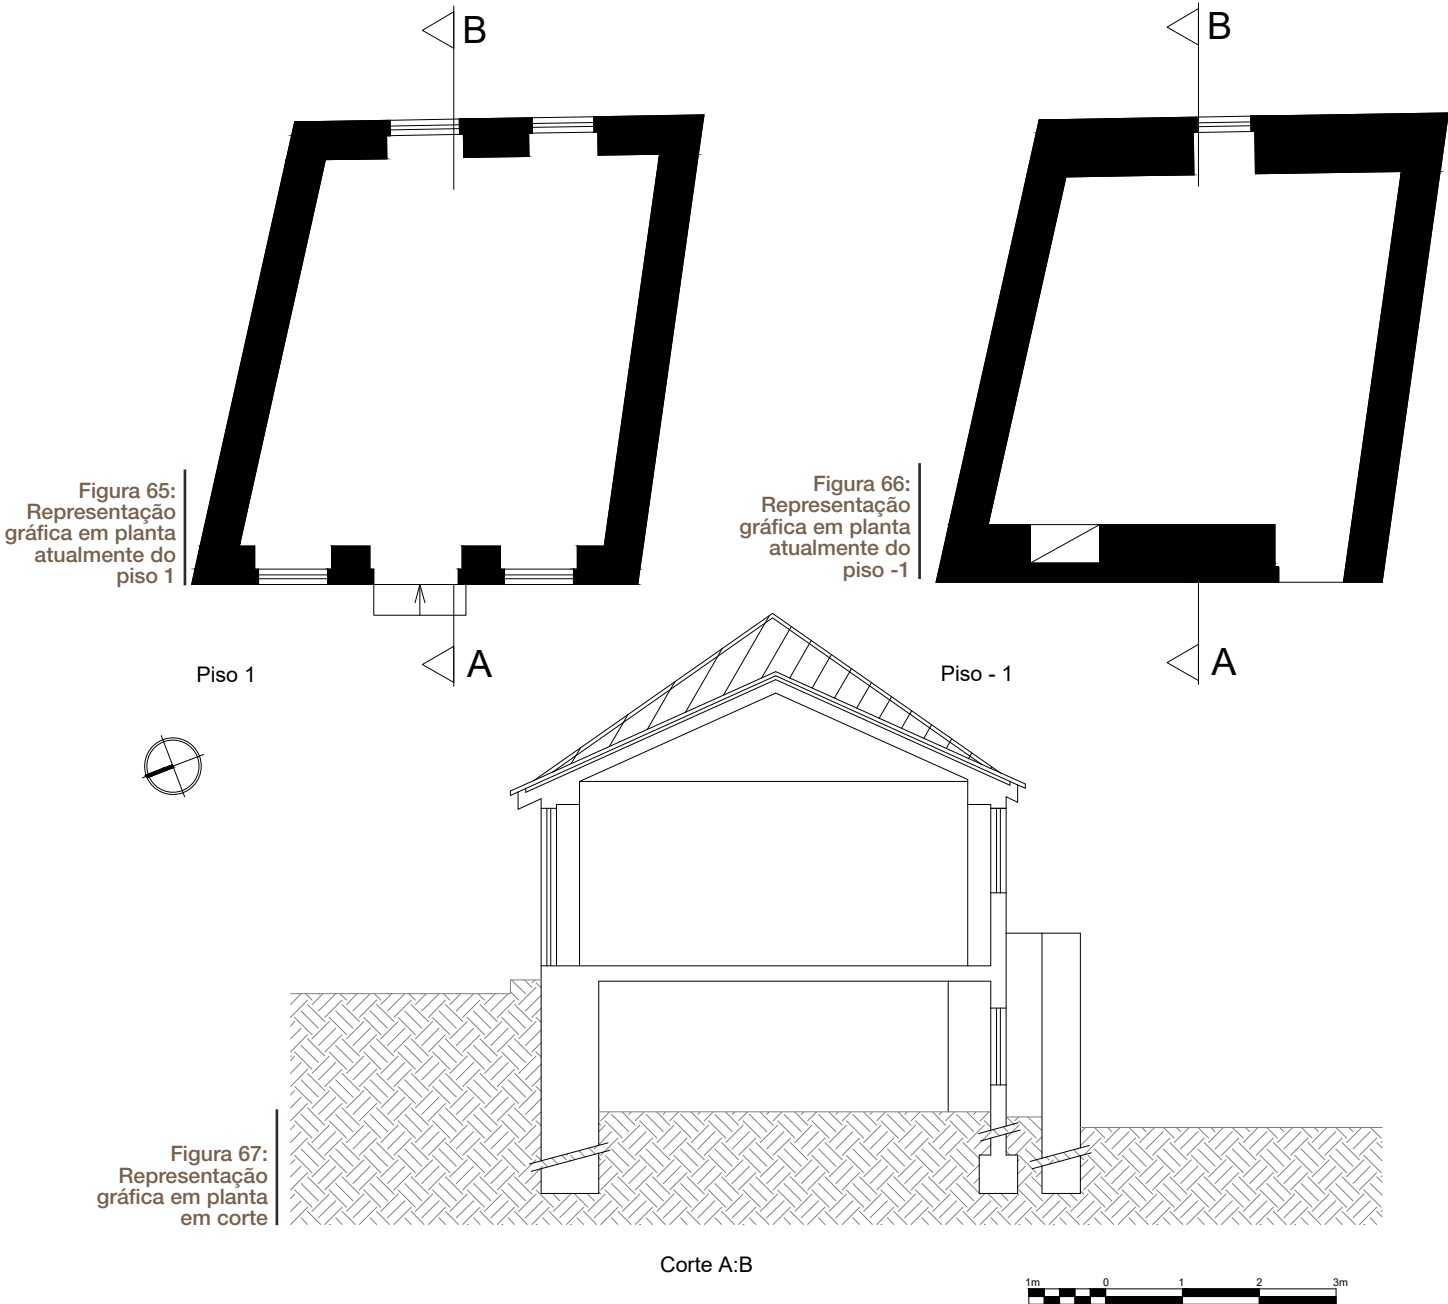 B
B
Figura 65:
Representação
gráfica em planta
atualmente do
piso 1
Figura 66:
Representação
gráfica em planta
atualmente do
piso -1
A
A
Piso 1
Piso - 1
Figura 67:
Representação
gráfica em planta
em corte
Corte A:B
1m 0 1 2 3m